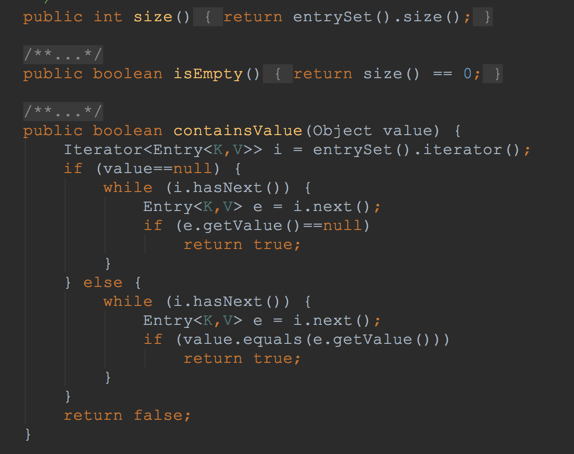 public int size() { return entrySet().size(); }
/**...*/
public boolean isEmpty() { return size() == 0; }
/**...*/
public boolean containsValue(Object value) {
Iterator<Entry<K,V>> i = entrySet().iterator();
if (value==null) {
while (i.hasNext()) {
Entry<K,V> e = i.next();
if (e.getValue()==null)
return true;
}
} else {
while (i.hasNext()) {
Entry<K,V> e = i.next();
if (value.equals(e.getValue()))
return true;
}
}
return false;
}